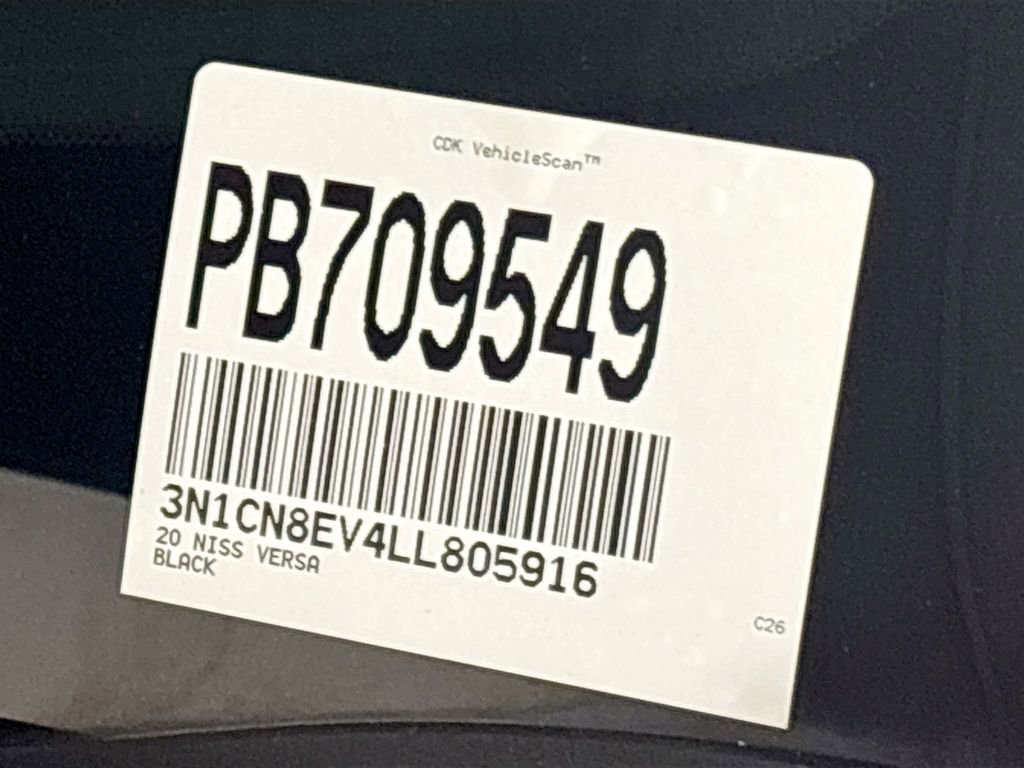 CDK VehicleScan™
PB709549
3N1CN8EV4LL805916
20 NISS VERSA
BLACK
C26